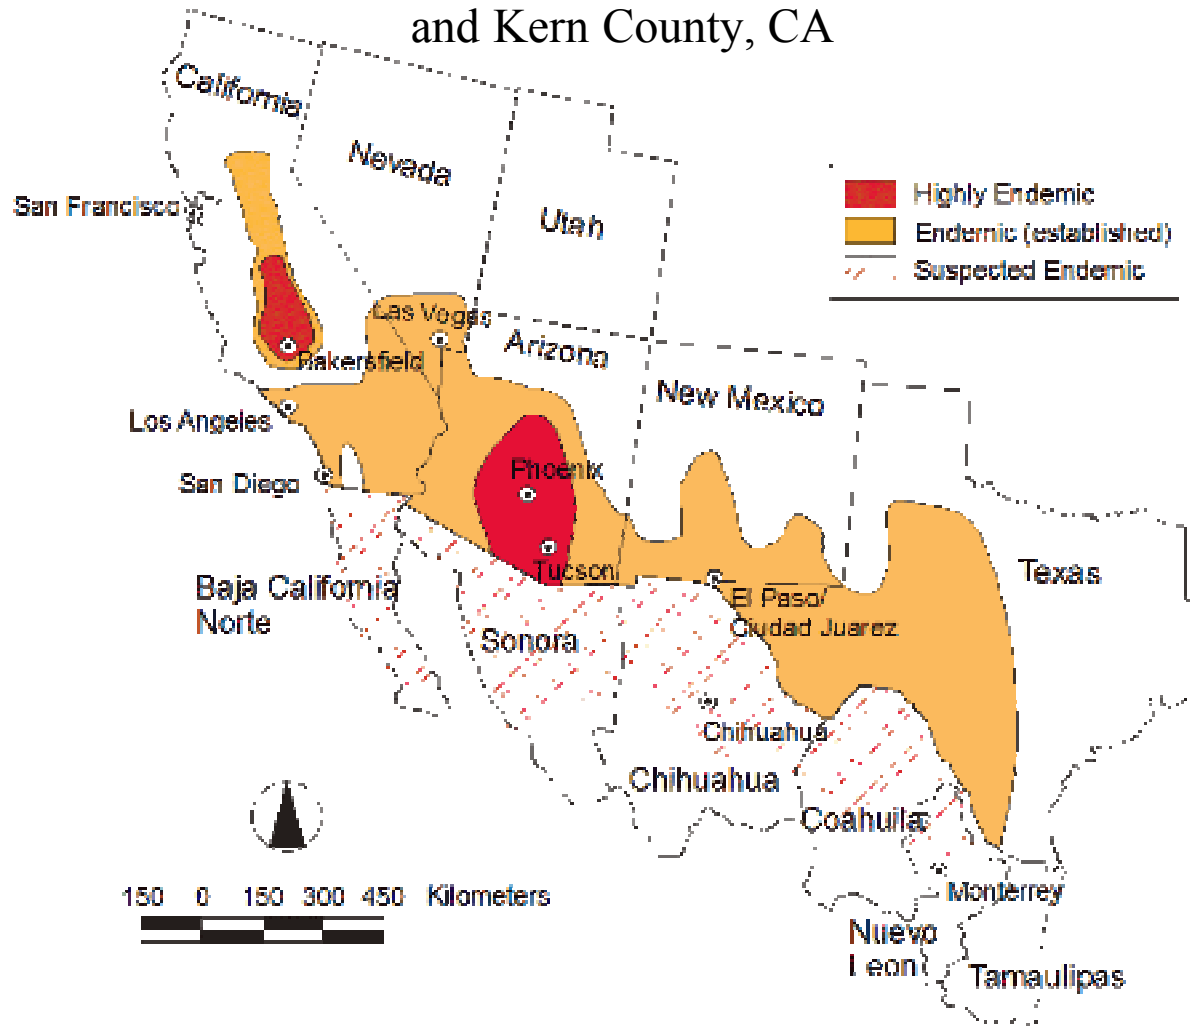 and Kern County, CA
California
Nevada
San Francisco
Utah
Highly Endemic
Endemic (established)
Suspected Endemic
Las Vegas
Arizona
Bakersfield
New Mexico
Los Angeles
Phoenix
San Diego
Tucson
Texas
Baja California
Norte
El Paso/
Ciudad Juarez
Sonora
Chihuahua
Chihuahua
Coahuila
150 0 150 300 450 Kilometers
Monterrey
Nuevo
Leon
Tamaulipas